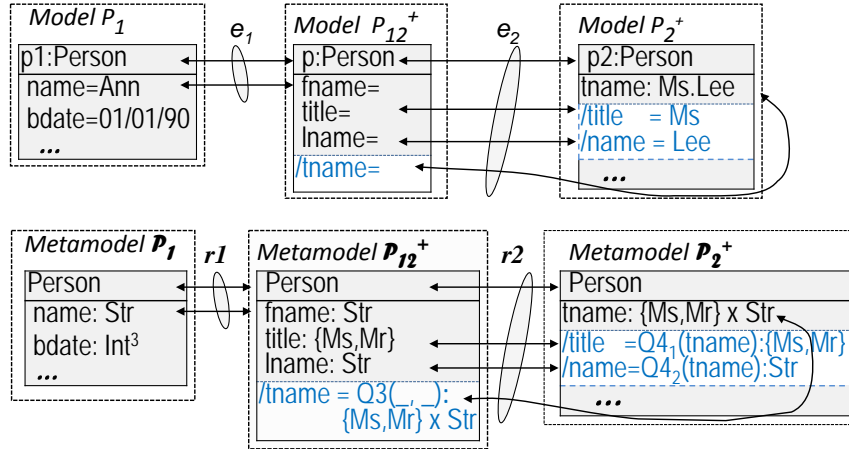 Model P1
Model P12+
Model P2+
e1
e2
p1:Person
name=Ann
bdate=01/01/90
...
p:Person
fname=
title=
lname=
/tname=
p2:Person
tname: Ms.Lee
/title = Ms
/name = Lee
...
Metamodel P1
r1
Metamodel P12+
r2
Metamodel P2+
Person
name: Str
bdate: Int3
...
Person
fname: Str
title: {Ms,Mr}
lname: Str
/tname = Q3(_, _):
{Ms,Mr} x Str
Person
tname: {Ms,Mr} x Str
/title =Q41(tname):{Ms,Mr}
/name=Q42(tname):Str
...